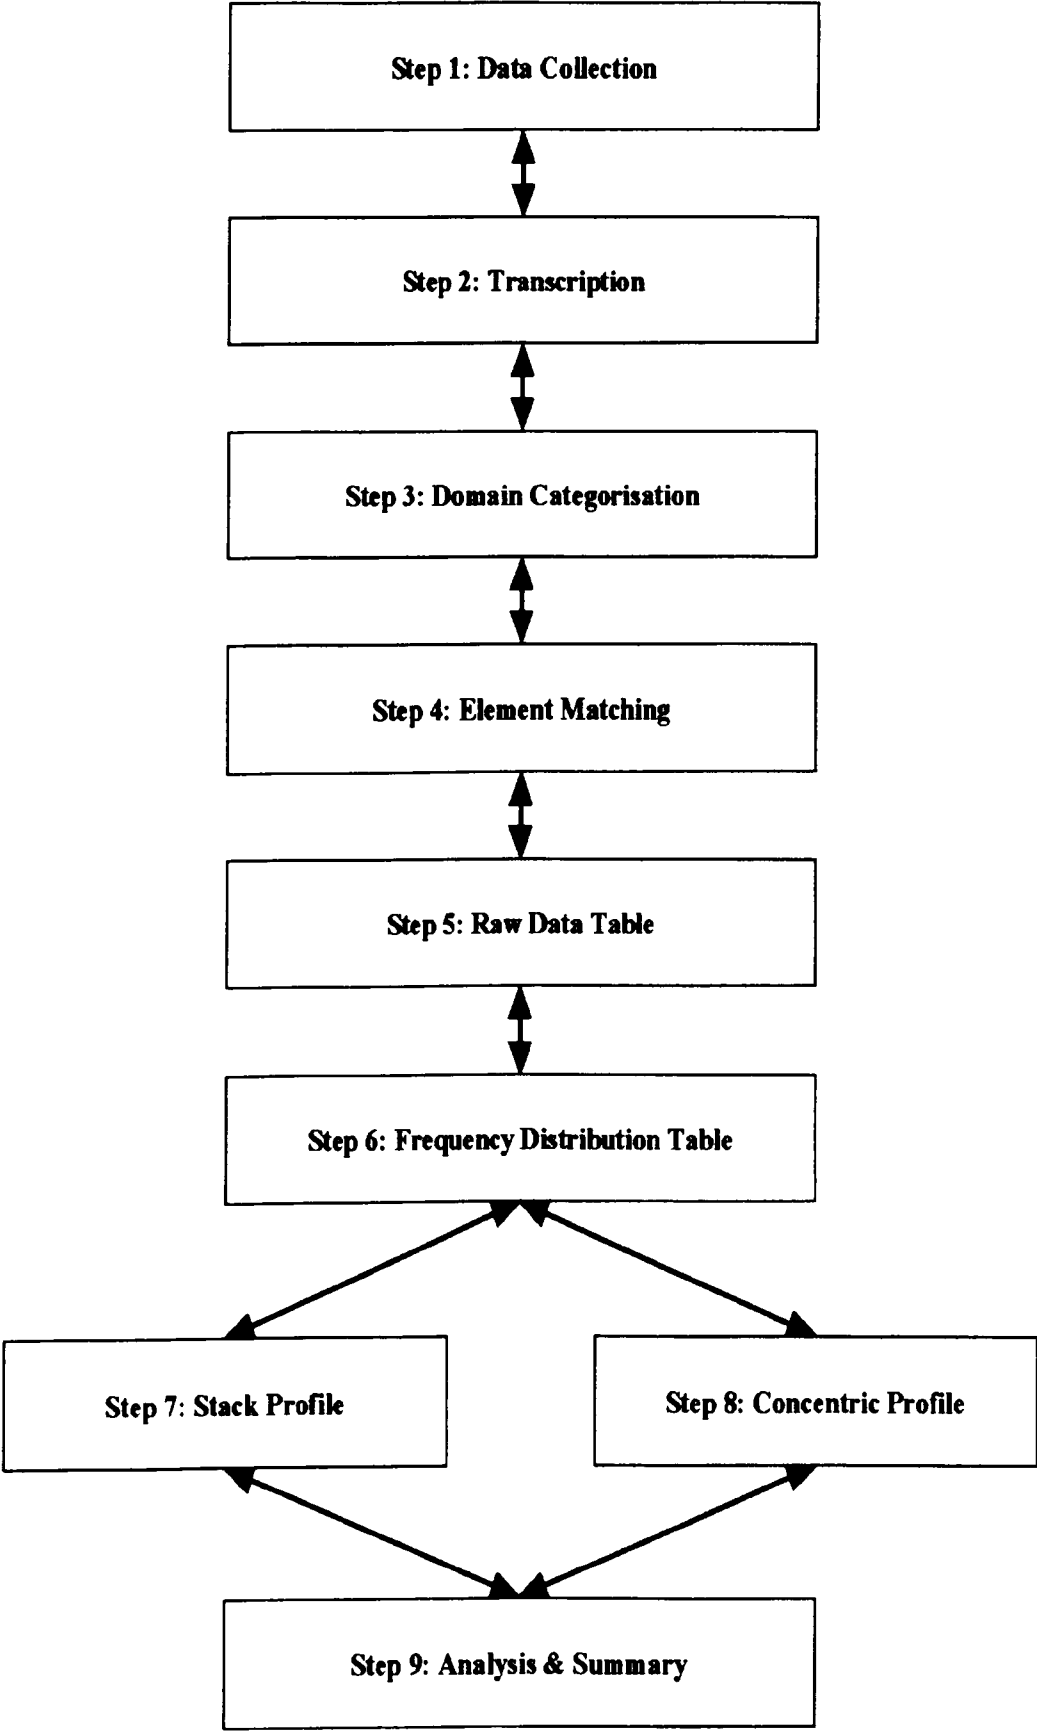 Step 1: Data Collection
Step 2: Transcription
Step 3: Domain Categorisation
Step 4: Element Matching
Step 5: Raw Data Table
Step 6: Frequency Distribution Table
Step 7: Stack Profile
Step 8: Concentric Profile
Step 9: Analysis & Summary